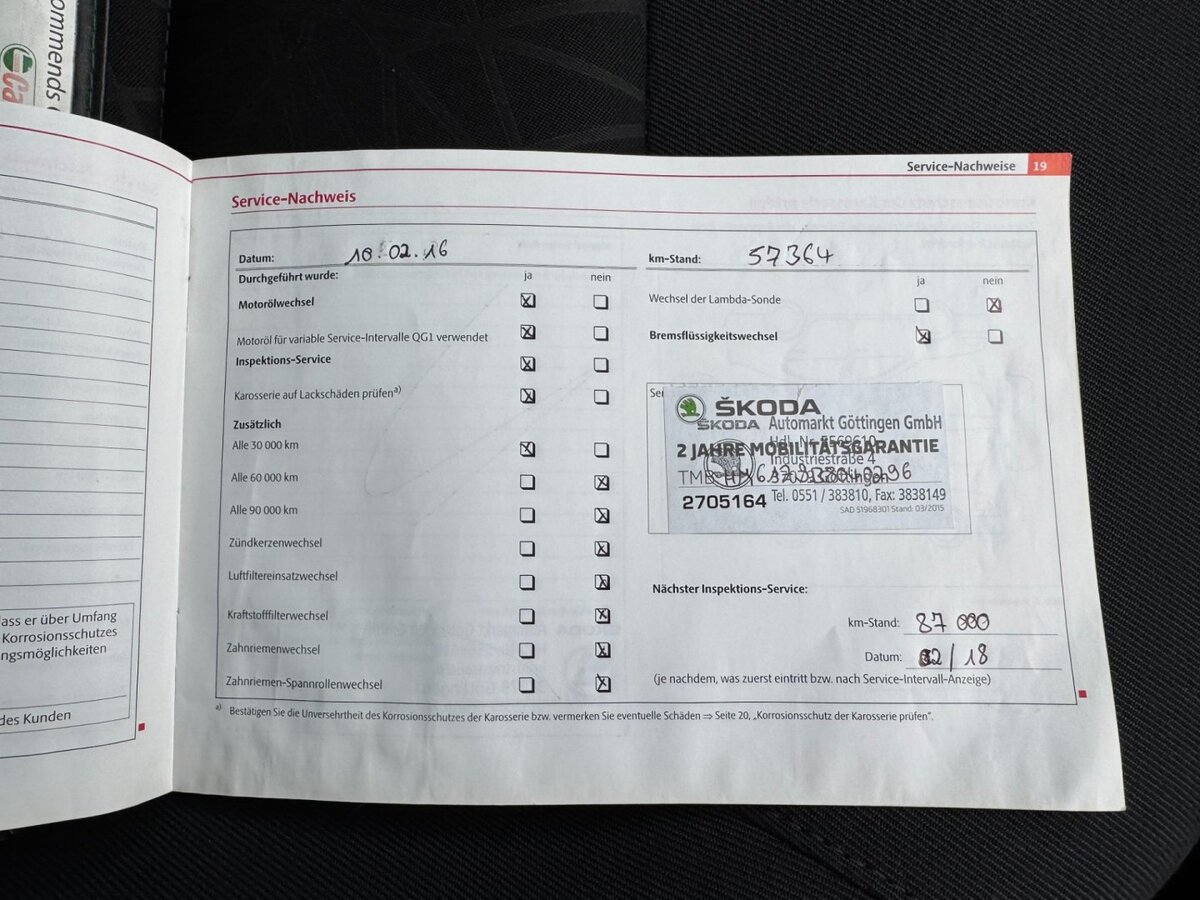 ommends
Ca
Service-Nachweise 19
Service-Nachweis
Datum: 18.02.16
Durchgeführt wurde: ja nein
Motorölwechsel
Motoröl für variable Service-Intervalle QG1 verwendet
Inspektions-Service
Karosserie auf Lackschäden prüfen a)
Zusätzlich
Alle 30 000 km
Alle 60 000 km
Alle 90 000 km
Zündkerzenwechsel
Luftfiltereinsatzwechsel
Kraftstofffilterwechsel
Zahnriemenwechsel
Zahnriemen-Spannrollenwechsel
km-Stand: 57364
ja nein
Wechsel der Lambda-Sonde
Bremsflüssigkeitswechsel
ŠKODA
ŠKODA Automarkt Göttingen GmbH
2 JAHRE MOBILITÄTSGARANTIE
Industriestraße 4
Göttingen
2705164 Tel. 0551 / 383810, Fax: 3838149
SAD 51968301 Stand: 03/2015
Nächster Inspektions-Service:
km-Stand: 87 000
Datum: 02/18
(je nachdem, was zuerst eintritt bzw. nach Service-Intervall-Anzeige)
a) Bestätigen Sie die Unversehrtheit des Korrosionsschutzes der Karosserie bzw. vermerken Sie eventuelle Schäden ⇒ Seite 20, „Korrosionsschutz der Karosserie prüfen“.
ass er über Umfang
Korrosionsschutzes
ngsmöglichkeiten
des Kunden